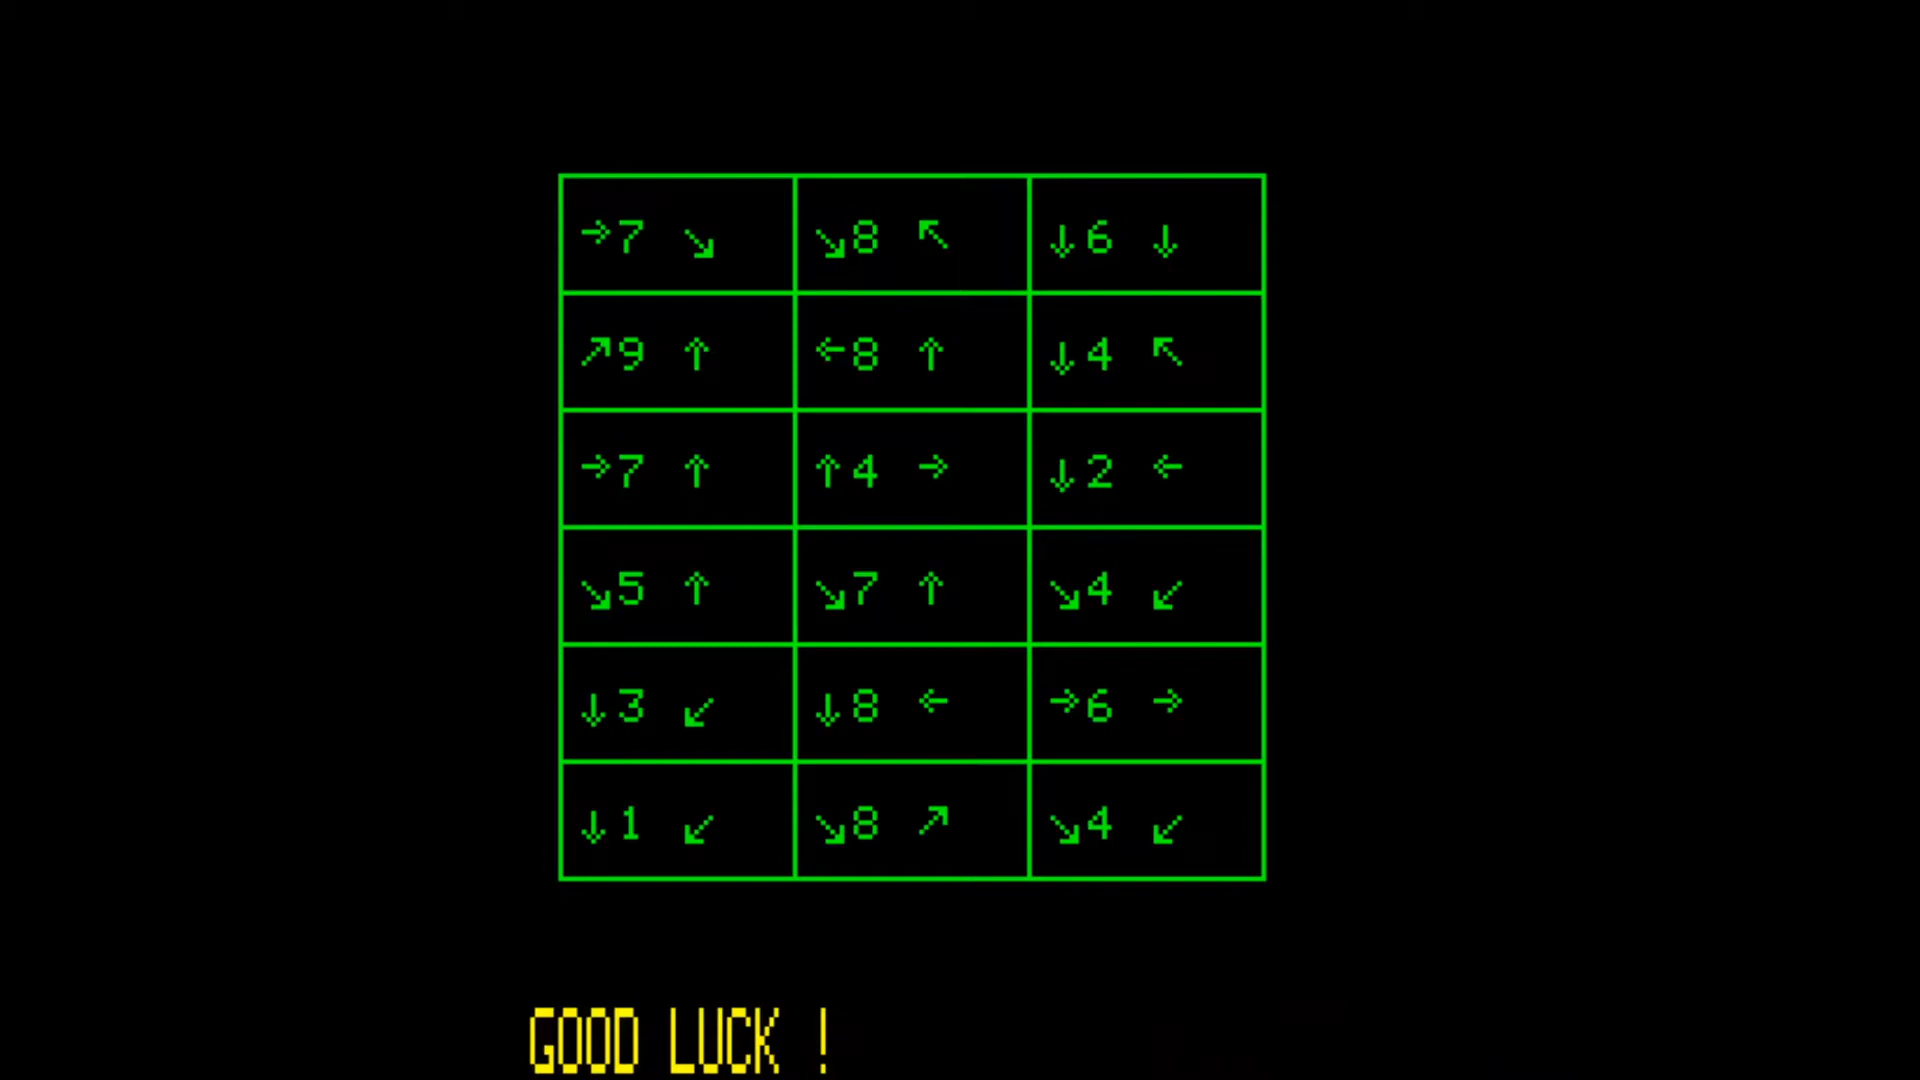 →7 ↘ ↘8 ↖ ↓6 ↓
↗9 ↑ ←8 ↑ ↓4 ↖
→7 ↑ ↑4 → ↓2 ←
↘5 ↑ ↘7 ↑ ↘4 ↙
↓3 ↙ ↓8 ← →6 →
↓1 ↙ ↘8 ↗ ↘4 ↙
GOOD LUCK !